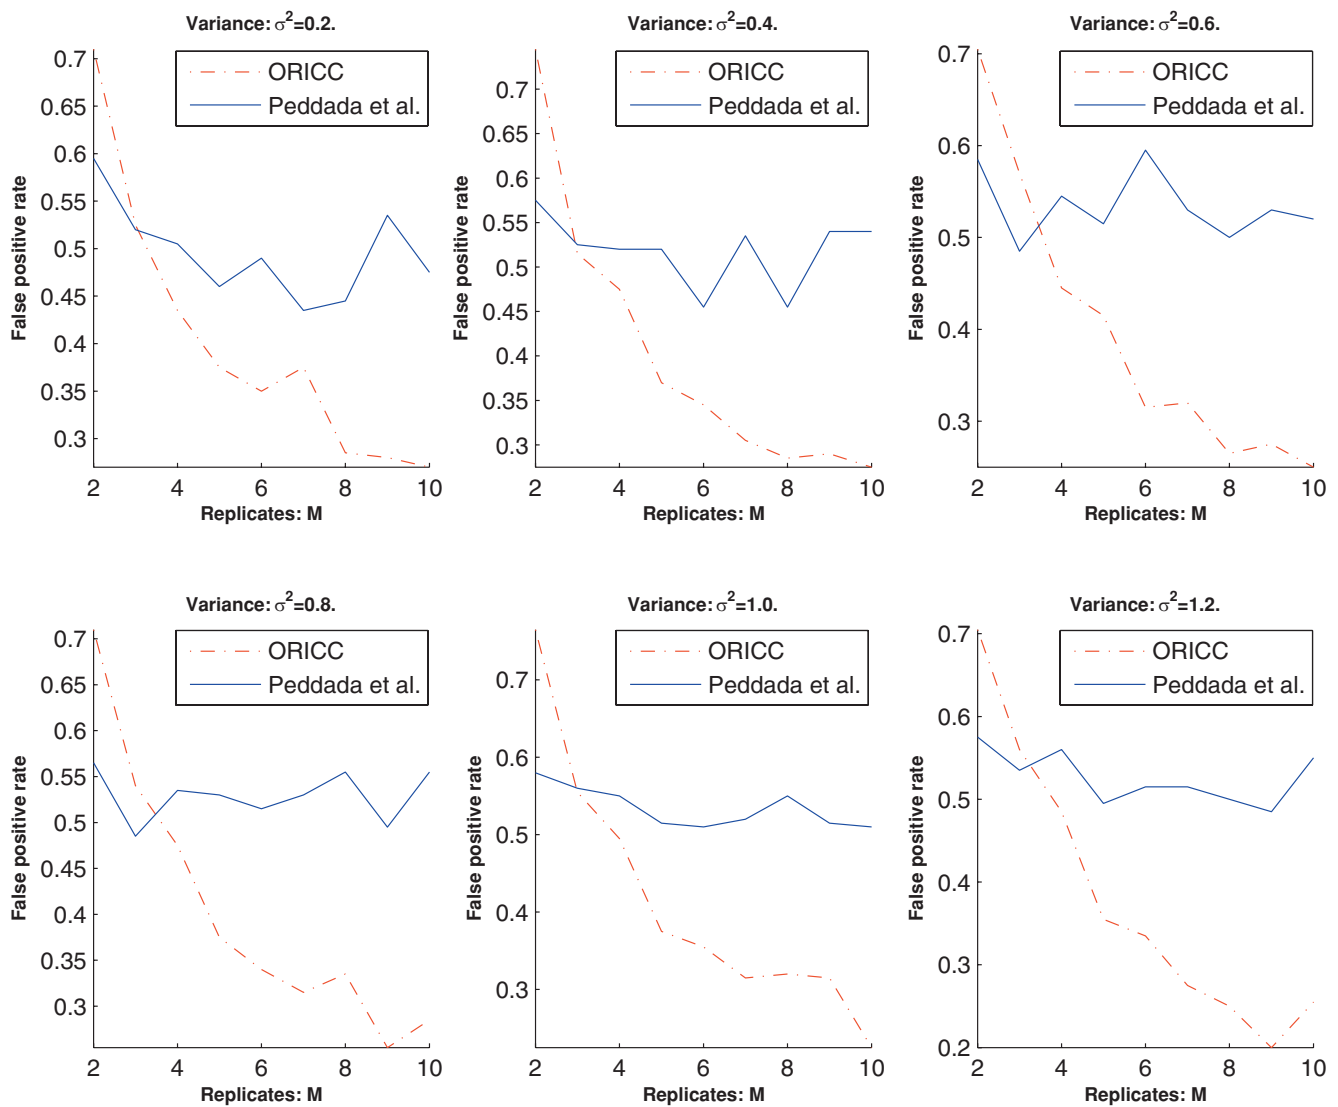 Variance: σ²=0.2.
0.7
0.65
0.6
0.55
0.5
0.45
0.4
0.35
0.3
False positive rate
ORICC
Peddada et al.
2 4 6 8 10
Replicates: M
Variance: σ²=0.4.
0.7
0.65
0.6
0.55
0.5
0.45
0.4
0.35
0.3
False positive rate
ORICC
Peddada et al.
2 4 6 8 10
Replicates: M
Variance: σ²=0.6.
0.7
0.6
0.5
0.4
0.3
False positive rate
ORICC
Peddada et al.
2 4 6 8 10
Replicates: M
Variance: σ²=0.8.
0.7
0.65
0.6
0.55
0.5
0.45
0.4
0.35
0.3
False positive rate
ORICC
Peddada et al.
2 4 6 8 10
Replicates: M
Variance: σ²=1.0.
0.7
0.6
0.5
0.4
0.3
False positive rate
ORICC
Peddada et al.
2 4 6 8 10
Replicates: M
Variance: σ²=1.2.
0.7
0.6
0.5
0.4
0.3
0.2
False positive rate
ORICC
Peddada et al.
2 4 6 8 10
Replicates: M